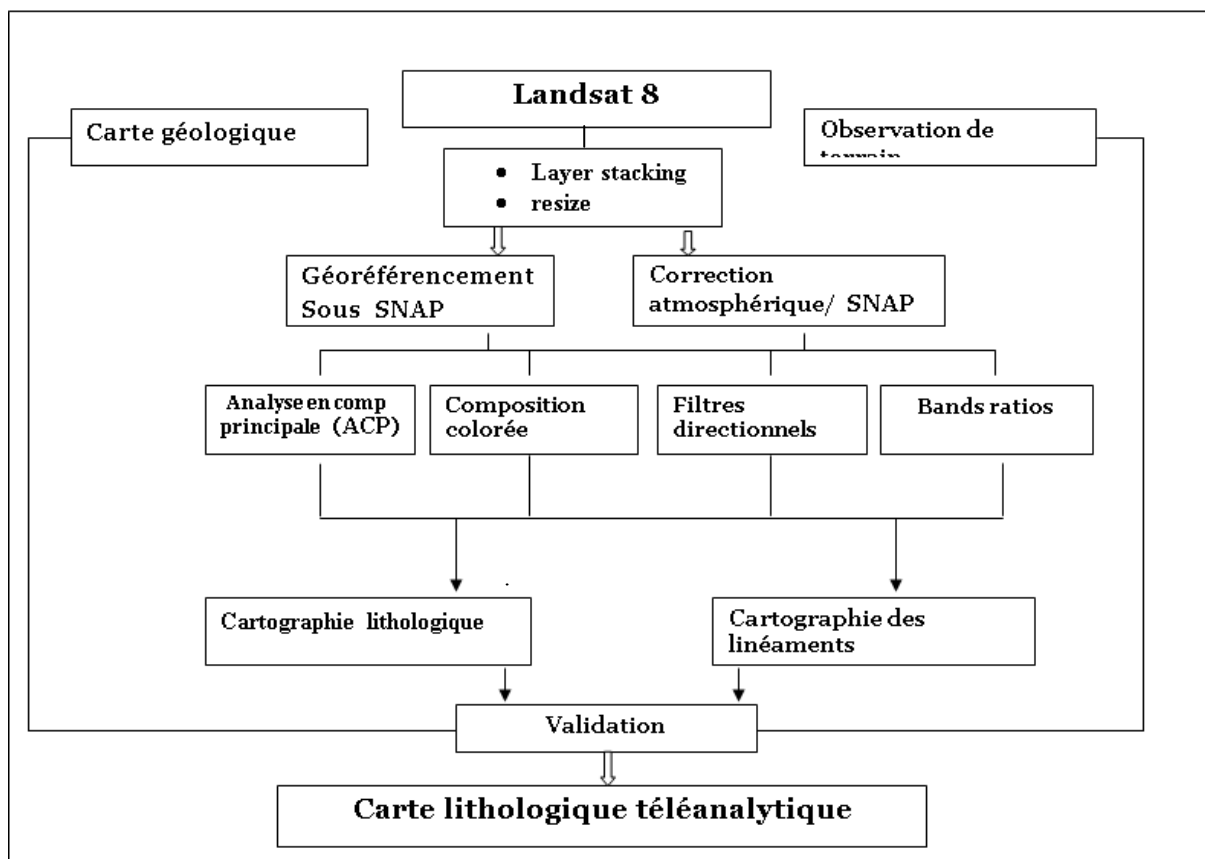 Landsat 8
Carte géologique
Observation de
terrain
• Layer stacking
• resize
Géoréférencement
Sous SNAP
Correction
atmosphérique/ SNAP
Analyse en comp
principale (ACP)
Composition
colorée
Filtres
directionnels
Bands ratios
Cartographie lithologique
Cartographie des
linéaments
Validation
Carte lithologique téléanalytique